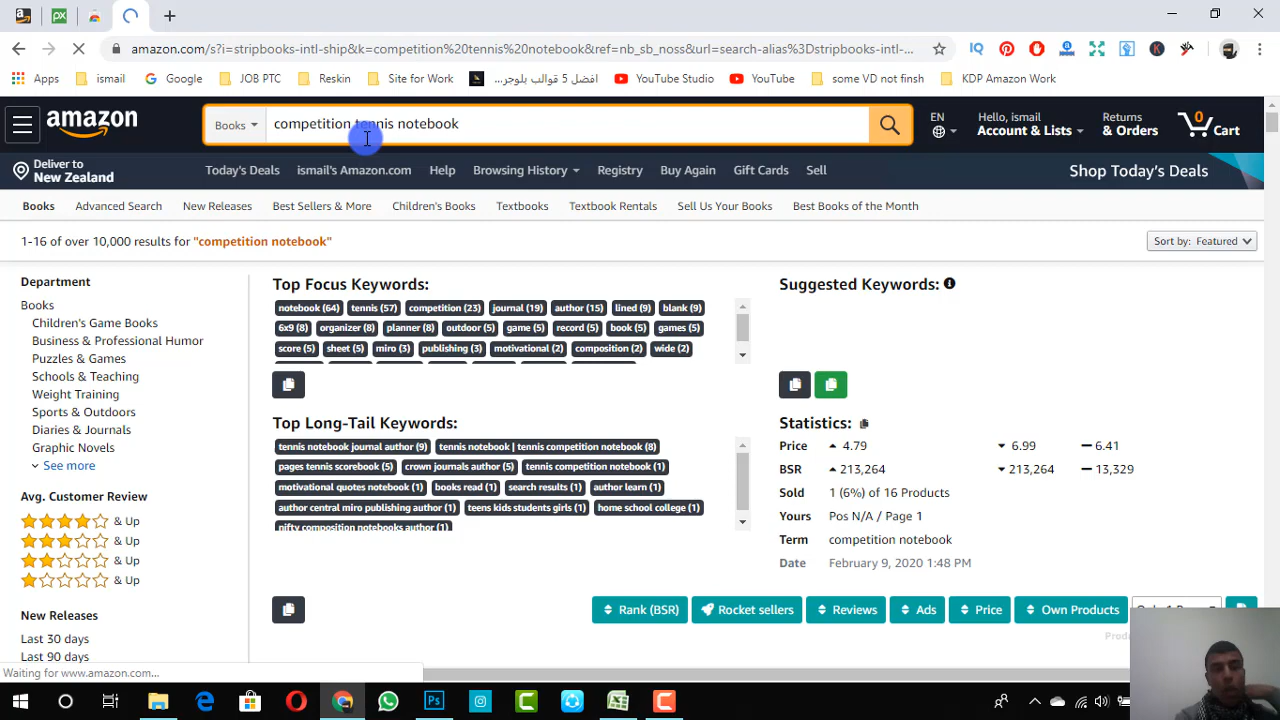 amazon.com/s?i=stripbooks-intl-ship&k=competition%20tennis%20notebook&ref=nb_sb_noss&url=search-alias%3Dstripbooks-intl-...
Apps ismail Google JOB PTC Reskin Site for Work افضل 5 قوالب بلوجر... YouTube Studio YouTube some VD not finsh KDP Amazon Work
amazon Books competition tennis notebook EN Hello, ismail Account & Lists Returns & Orders 0 Cart
Deliver to New Zealand Today's Deals ismail's Amazon.com Help Browsing History Registry Buy Again Gift Cards Sell Shop Today's Deals
Books Advanced Search New Releases Best Sellers & More Children's Books Textbooks Textbook Rentals Sell Us Your Books Best Books of the Month
1-16 of over 10,000 results for "competition notebook" Sort by: Featured
Department
Books
Children's Game Books
Business & Professional Humor
Puzzles & Games
Schools & Teaching
Weight Training
Sports & Outdoors
Diaries & Journals
Graphic Novels
See more
Avg. Customer Review
& Up
& Up
& Up
& Up
New Releases
Last 30 days
Last 90 days
Top Focus Keywords:
notebook (64) tennis (57) competition (23) journal (19) author (15) lined (9) blank (9)
6x9 (8) organizer (8) planner (8) outdoor (5) game (5) record (5) book (5) games (5)
score (5) sheet (5) miro (3) publishing (3) motivational (2) composition (2) wide (2)
Top Long-Tail Keywords:
tennis notebook journal author (9) tennis notebook | tennis competition notebook (8)
pages tennis scorebook (5) crown journals author (5) tennis competition notebook (1)
motivational quotes notebook (1) books read (1) search results (1) author learn (1)
author central miro publishing author (1) teens kids students girls (1) home school college (1)
nifty composition notebooks author (1)
Suggested Keywords:
Statistics:
Price 4.79 6.99 6.41
BSR 213,264 213,264 13,329
Sold 1 (6%) of 16 Products
Yours Pos N/A / Page 1
Term competition notebook
Date February 9, 2020 1:48 PM
Rank (BSR) Rocket sellers Reviews Ads Price Own Products
Waiting for www.amazon.com...